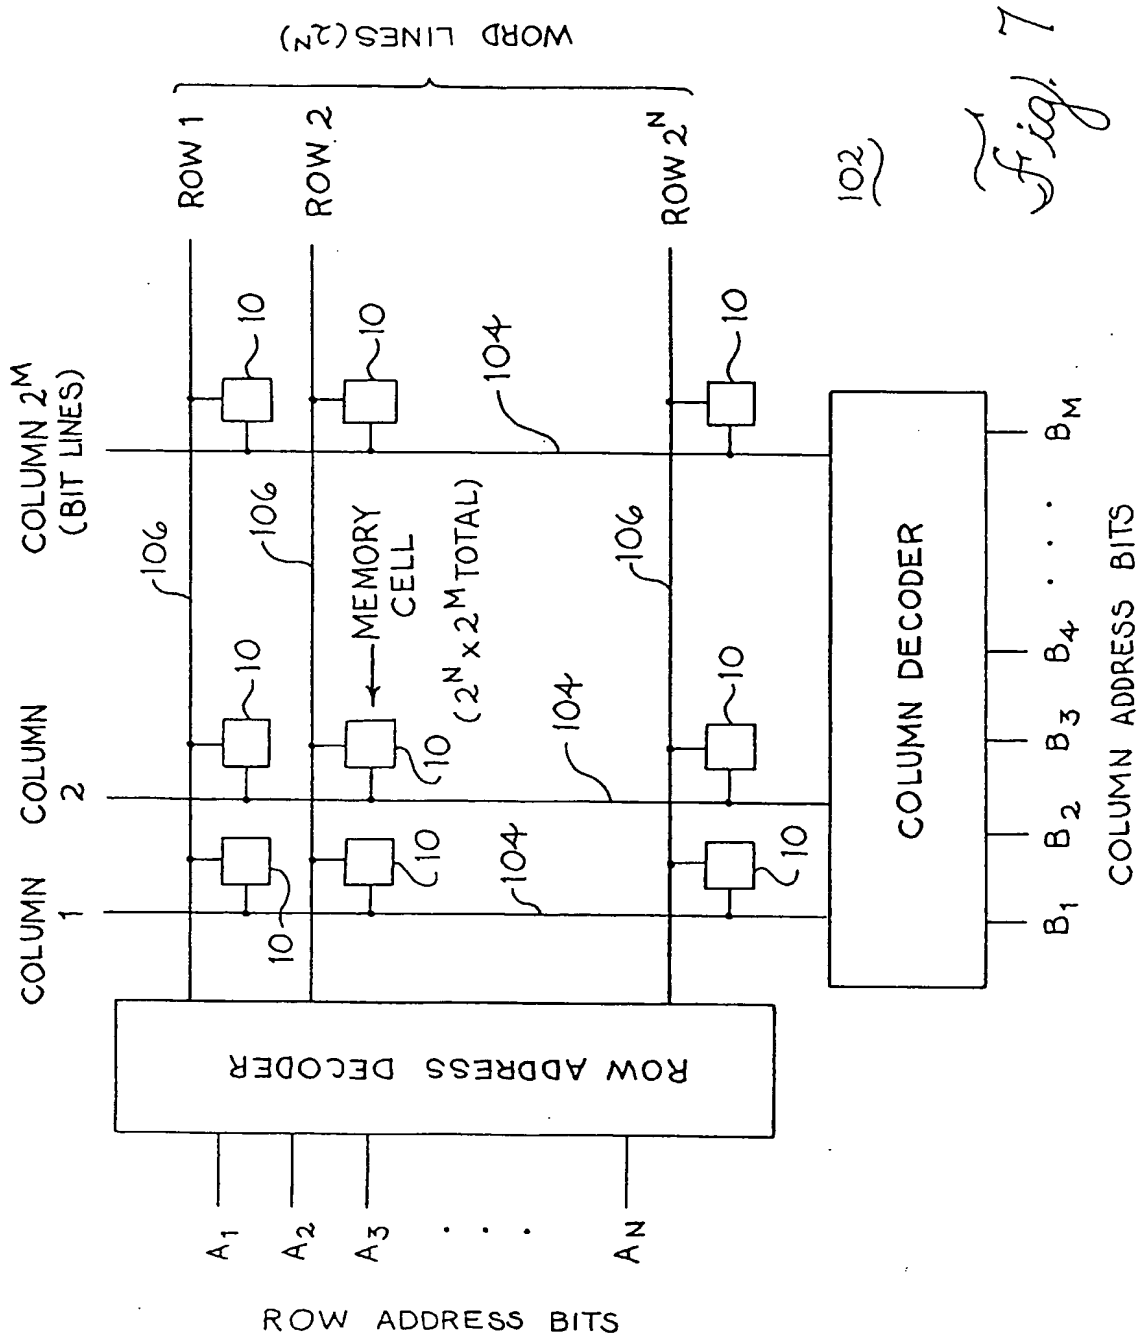 COLUMN 1
COLUMN 2
COLUMN 2^M
(BIT LINES)
ROW 1
ROW 2
ROW 2^N
WORD LINES (2^N)
106
106
106
10
10
10
10
10
10
10
10
10
MEMORY
CELL
(2^N x 2^M TOTAL)
104
104
104
ROW ADDRESS DECODER
A1
A2
A3
. . .
AN
ROW ADDRESS BITS
COLUMN DECODER
B1 B2 B3 B4 . . . BM
COLUMN ADDRESS BITS
102
Fig. 7